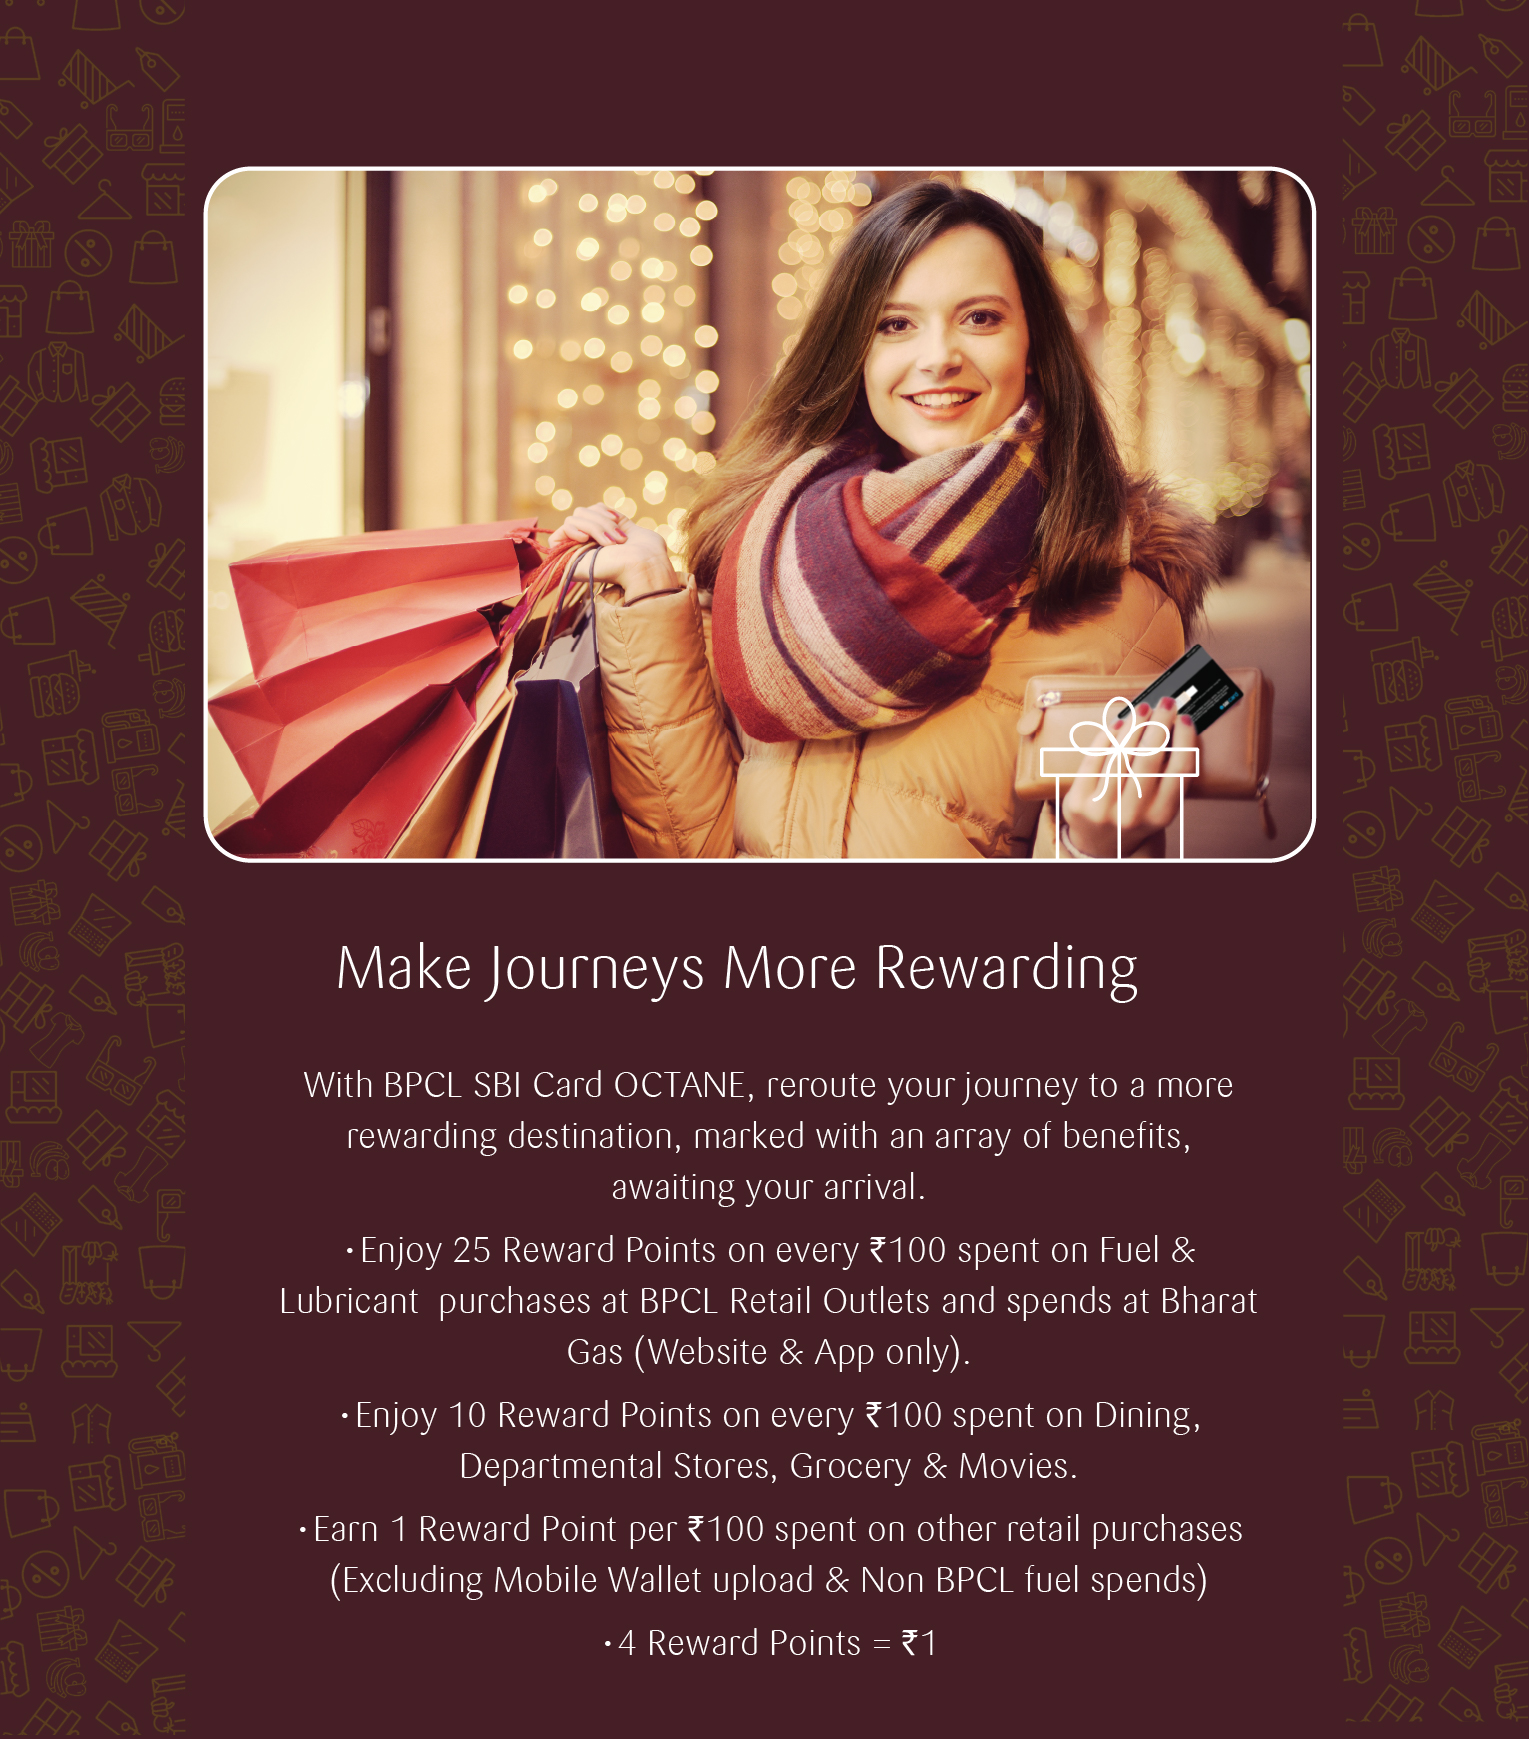 Make Journeys More Rewarding
With BPCL SBI Card OCTANE, reroute your journey to a more
rewarding destination, marked with an array of benefits,
awaiting your arrival.
•Enjoy 25 Reward Points on every ₹100 spent on Fuel &
Lubricant purchases at BPCL Retail Outlets and spends at Bharat
Gas (Website & App only).
•Enjoy 10 Reward Points on every ₹100 spent on Dining,
Departmental Stores, Grocery & Movies.
•Earn 1 Reward Point per ₹100 spent on other retail purchases
(Excluding Mobile Wallet upload & Non BPCL fuel spends)
•4 Reward Points = ₹1